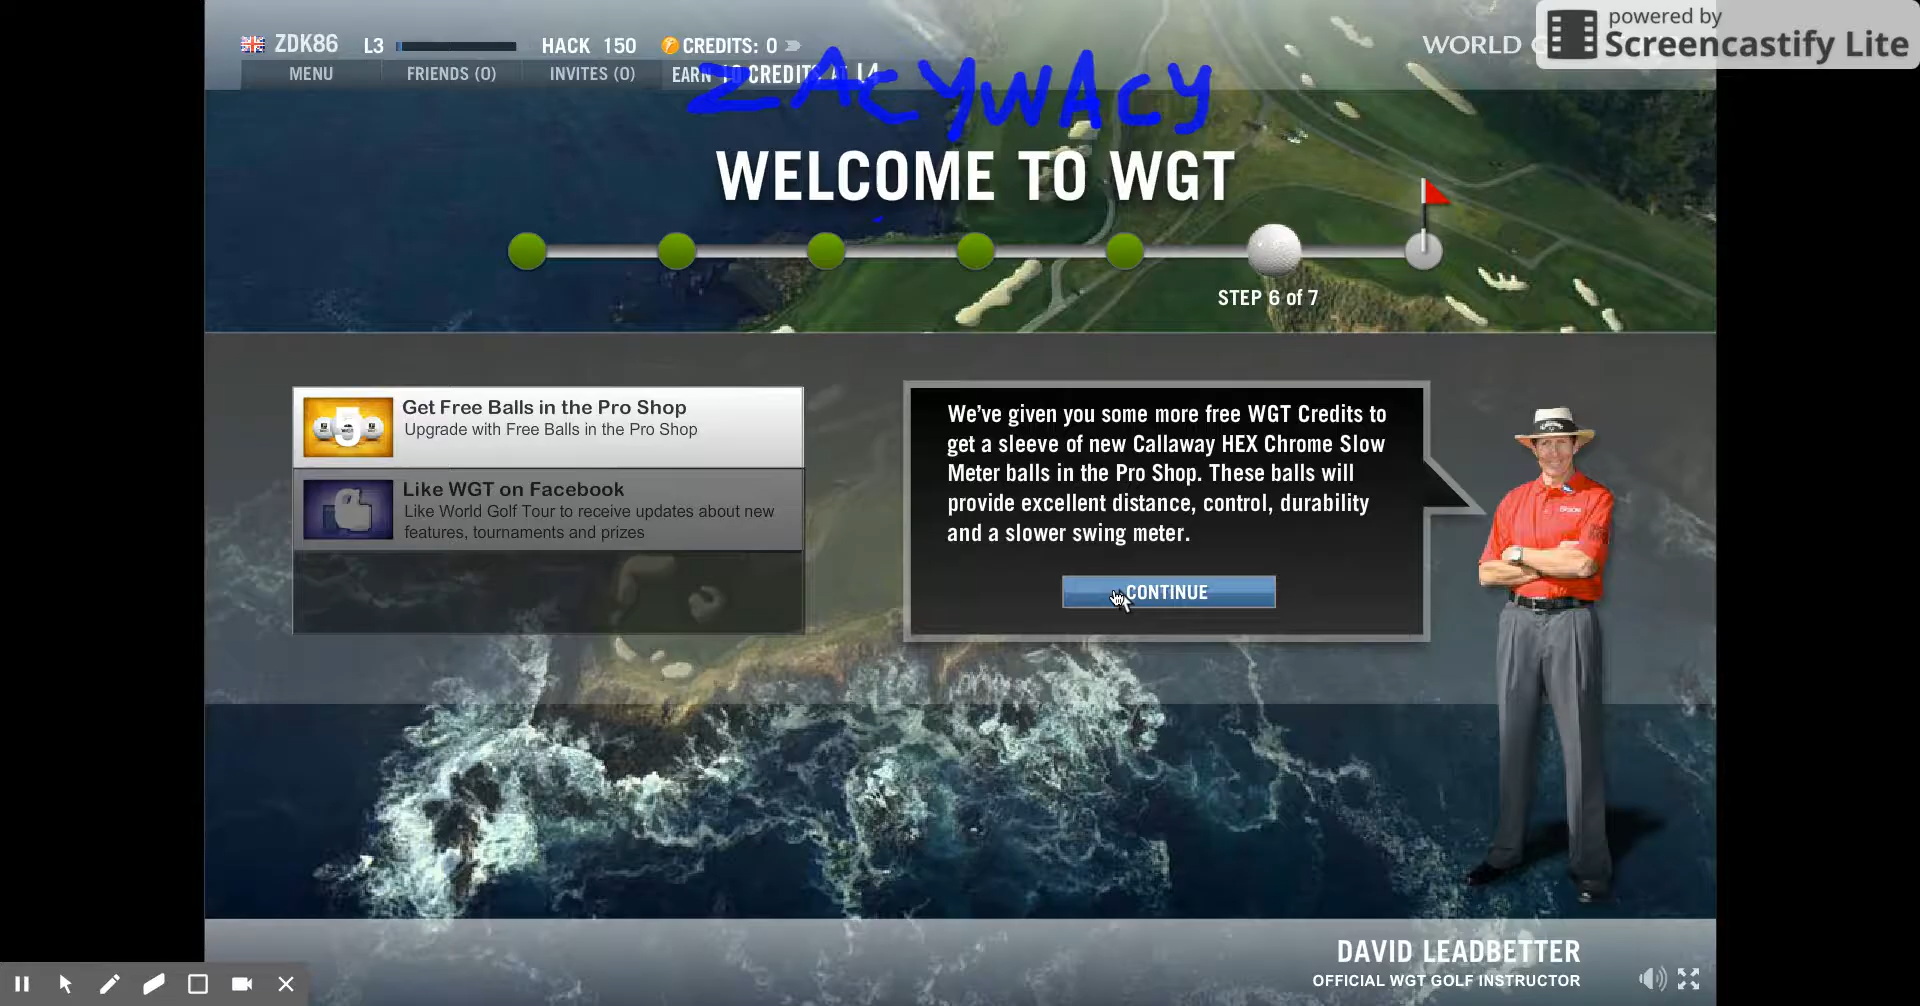 powered by
Screencastify Lite
ZDK86 L3 HACK 150 CREDITS: 0
WORLD
MENU FRIENDS (0) INVITES (0) EARN 10 CREDITS AT L4
ZACYWACY
WELCOME TO WGT
STEP 6 of 7
Get Free Balls in the Pro Shop
Upgrade with Free Balls in the Pro Shop
Like WGT on Facebook
Like World Golf Tour to receive updates about new
features, tournaments and prizes
We've given you some more free WGT Credits to
get a sleeve of new Callaway HEX Chrome Slow
Meter balls in the Pro Shop. These balls will
provide excellent distance, control, durability
and a slower swing meter.
CONTINUE
DAVID LEADBETTER
OFFICIAL WGT GOLF INSTRUCTOR